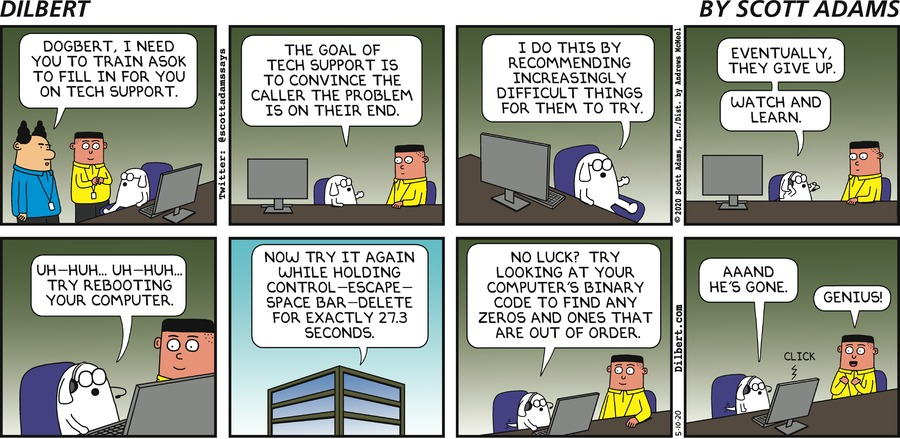 DILBERT
BY SCOTT ADAMS
DOGBERT, I NEED
YOU TO TRAIN ASOK
TO FILL IN FOR YOU
ON TECH SUPPORT.
Twitter: @scottadamssays
THE GOAL OF
TECH SUPPORT IS
TO CONVINCE THE
CALLER THE PROBLEM
IS ON THEIR END.
I DO THIS BY
RECOMMENDING
INCREASINGLY
DIFFICULT THINGS
FOR THEM TO TRY.
© 2020 Scott Adams, Inc./Dist. by Andrews McMeel
EVENTUALLY,
THEY GIVE UP.
WATCH AND
LEARN.
UH-HUH... UH-HUH...
TRY REBOOTING
YOUR COMPUTER.
NOW TRY IT AGAIN
WHILE HOLDING
CONTROL-ESCAPE-
SPACE BAR-DELETE
FOR EXACTLY 27.3
SECONDS.
NO LUCK? TRY
LOOKING AT YOUR
COMPUTER'S BINARY
CODE TO FIND ANY
ZEROS AND ONES THAT
ARE OUT OF ORDER.
5-10-20
Dilbert.com
AAAND
HE'S GONE.
GENIUS!
CLICK